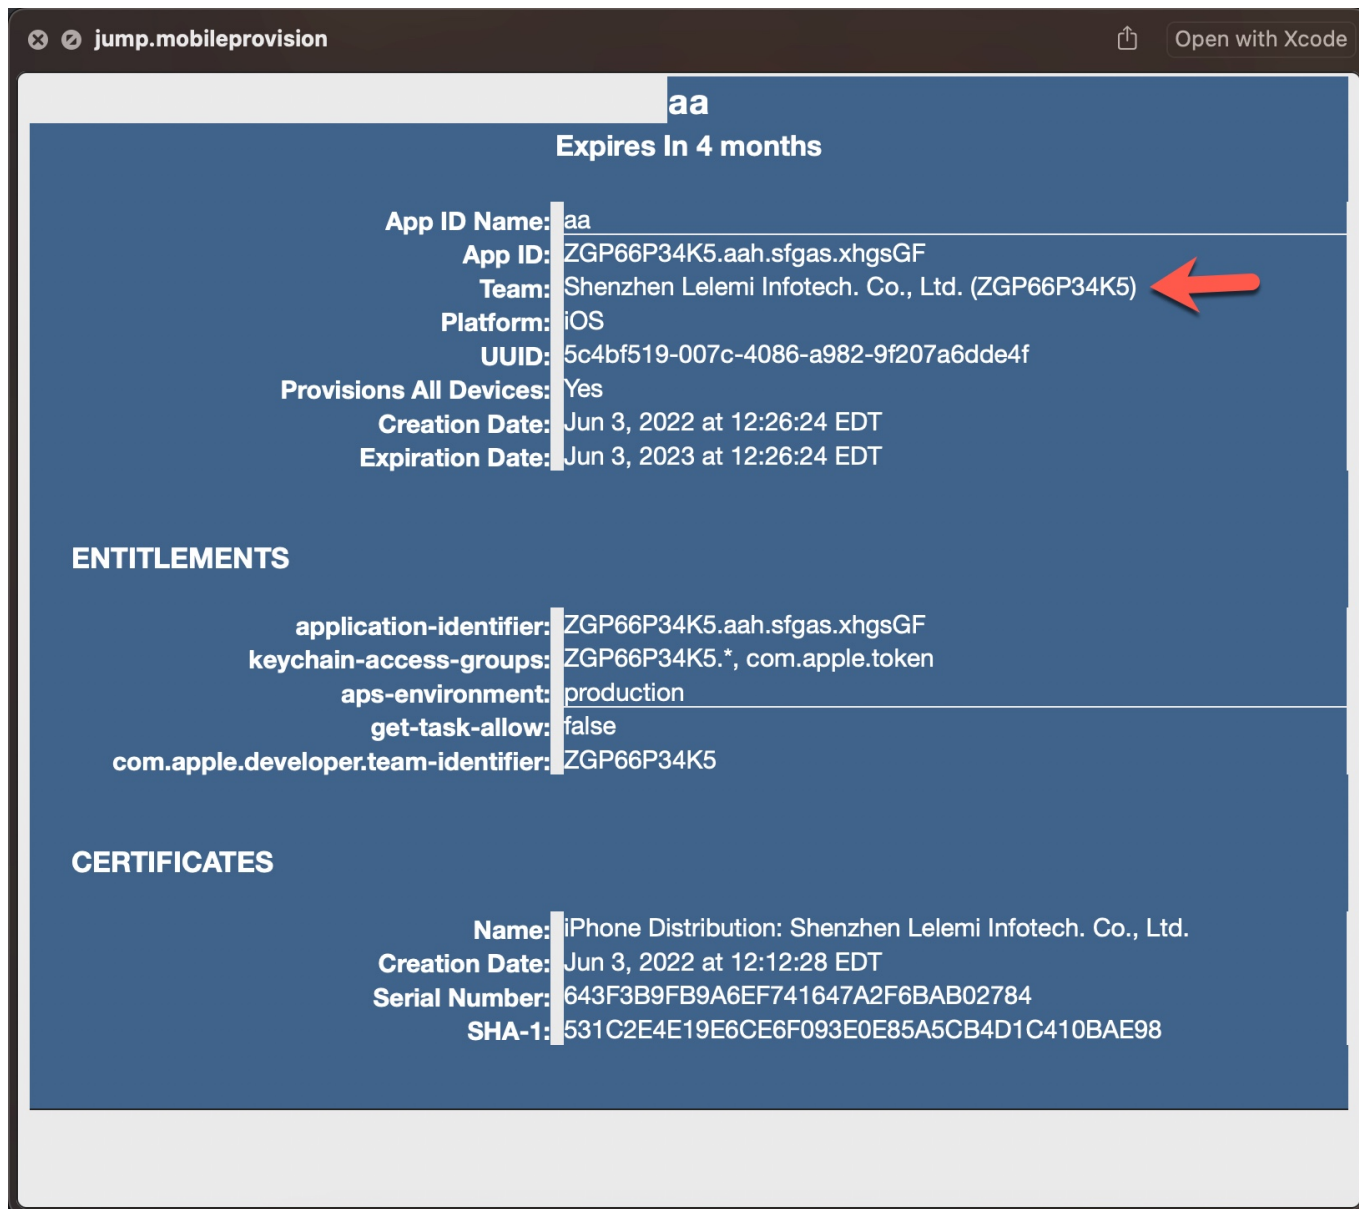 jump.mobileprovision
Open with Xcode
aa
Expires In 4 months
App ID Name: aa
App ID: ZGP66P34K5.aah.sfgas.xhgsGF
Team: Shenzhen Lelemi Infotech. Co., Ltd. (ZGP66P34K5)
Platform: iOS
UUID: 5c4bf519-007c-4086-a982-9f207a6dde4f
Provisions All Devices: Yes
Creation Date: Jun 3, 2022 at 12:26:24 EDT
Expiration Date: Jun 3, 2023 at 12:26:24 EDT
ENTITLEMENTS
application-identifier: ZGP66P34K5.aah.sfgas.xhgsGF
keychain-access-groups: ZGP66P34K5.*, com.apple.token
aps-environment: production
get-task-allow: false
com.apple.developer.team-identifier: ZGP66P34K5
CERTIFICATES
Name: iPhone Distribution: Shenzhen Lelemi Infotech. Co., Ltd.
Creation Date: Jun 3, 2022 at 12:12:28 EDT
Serial Number: 643F3B9FB9A6EF741647A2F6BAB02784
SHA-1: 531C2E4E19E6CE6F093E0E85A5CB4D1C410BAE98